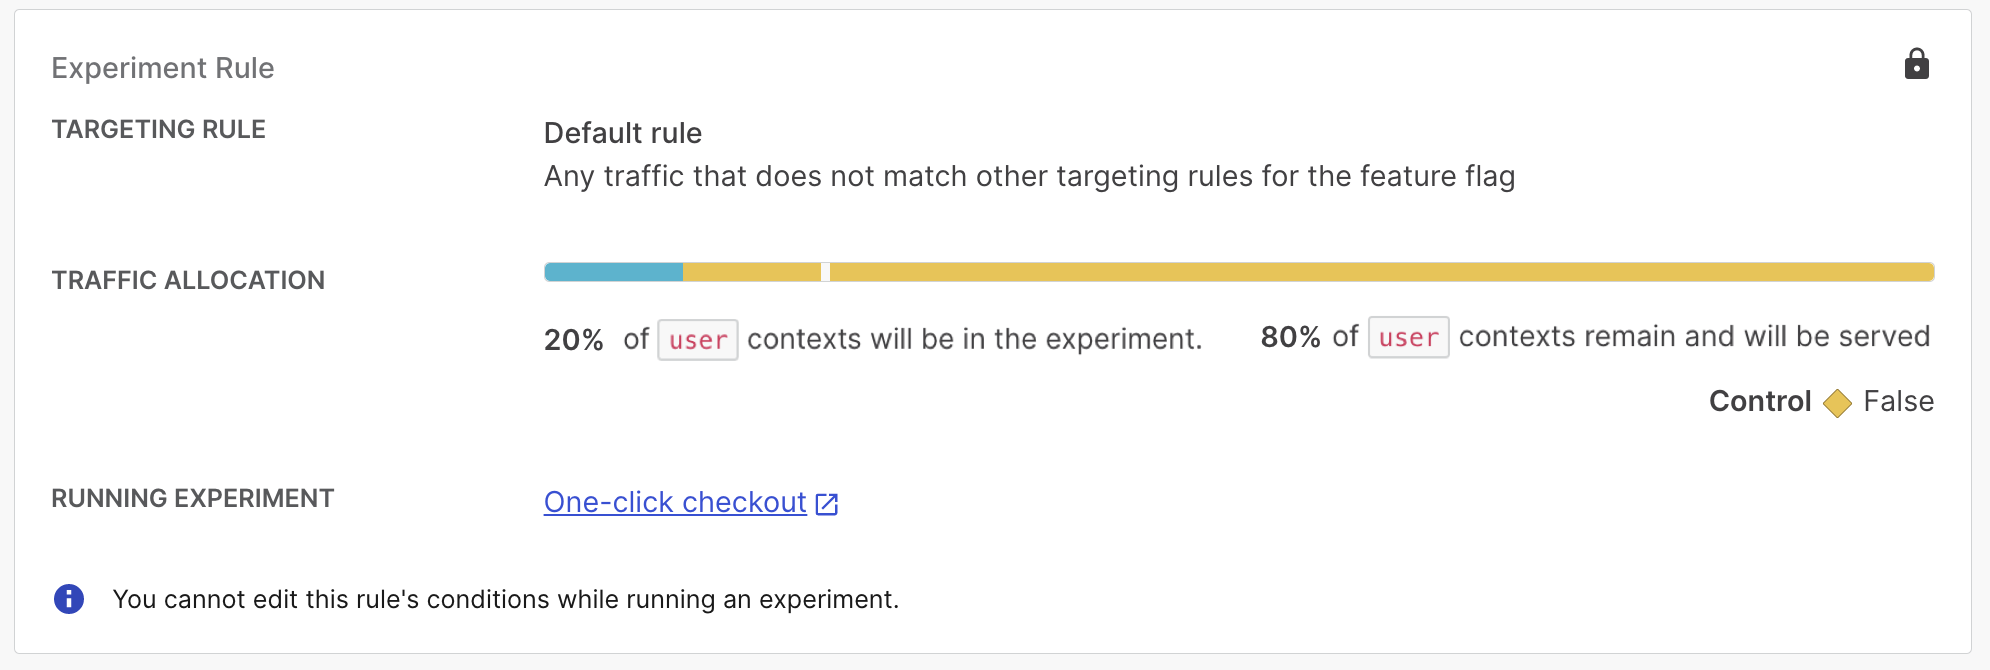 Experiment Rule
TARGETING RULE
Default rule
Any traffic that does not match other targeting rules for the feature flag
TRAFFIC ALLOCATION
20% of user contexts will be in the experiment.
80% of user contexts remain and will be served
Control False
RUNNING EXPERIMENT
One-click checkout
You cannot edit this rule's conditions while running an experiment.